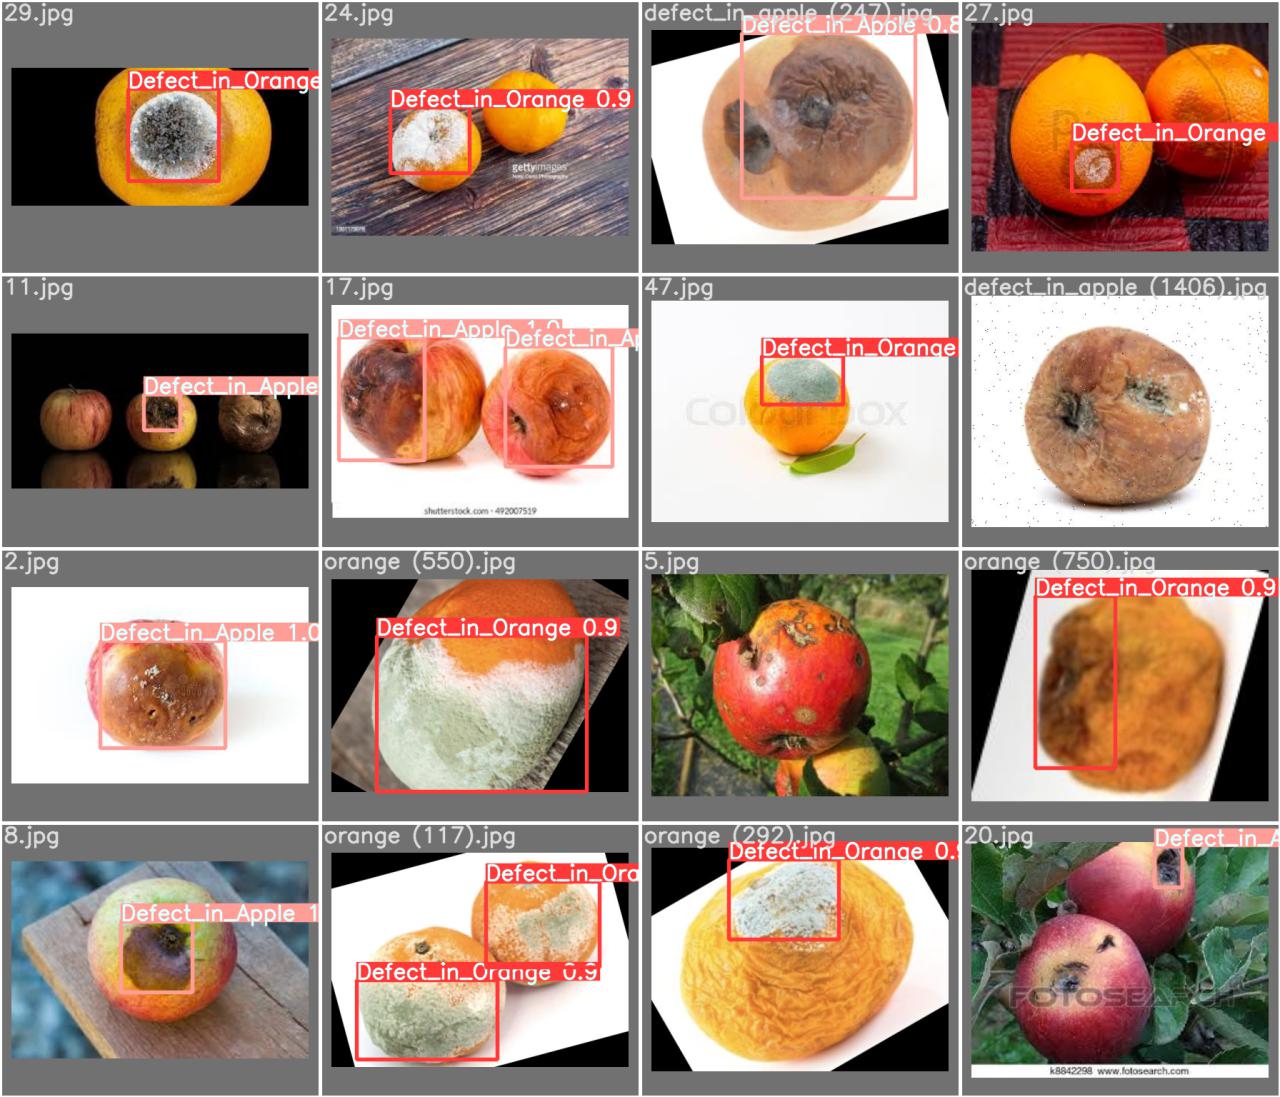 29.jpg
Defect_in_Orange
24.jpg
Defect_in_Orange 0.9
gettyimages
defect_in_apple (247).jpg
Defect_in_Apple 0.8
27.jpg
Defect_in_Orange
11.jpg
Defect_in_Apple
17.jpg
Defect_in_Apple 1.0
Defect_in_Ap
shutterstock.com • 492007519
47.jpg
Defect_in_Orange
defect_in_apple (1406).jpg
2.jpg
Defect_in_Apple 1.0
orange (550).jpg
Defect_in_Orange 0.9
5.jpg
orange (750).jpg
Defect_in_Orange 0.9
8.jpg
Defect_in_Apple 1
orange (117).jpg
Defect_in_Ora
Defect_in_Orange 0.9
orange (292).jpg
Defect_in_Orange 0.9
20.jpg
Defect_in_A
FOTOSEARCH
k8842298 www.fotosearch.com